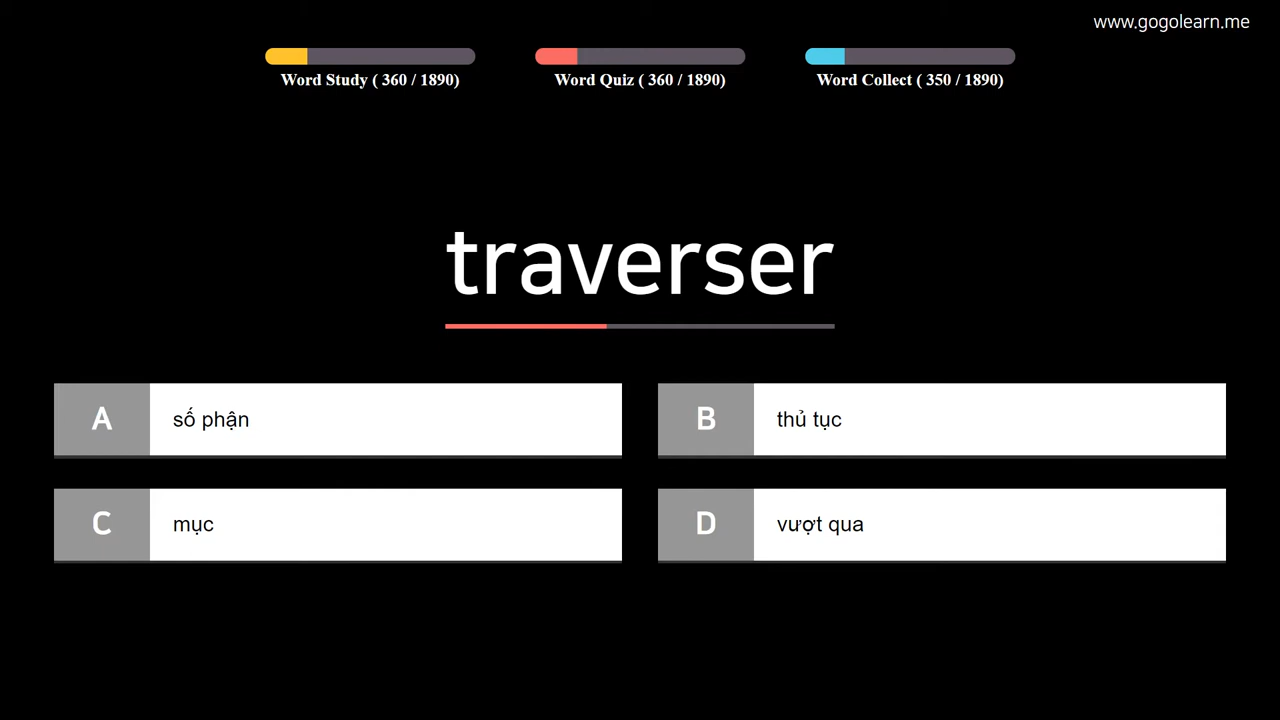 www.gogolearn.me
Word Study ( 360 / 1890)
Word Quiz ( 360 / 1890)
Word Collect ( 350 / 1890)
traverser
A số phận
B thủ tục
C mục
D vượt qua